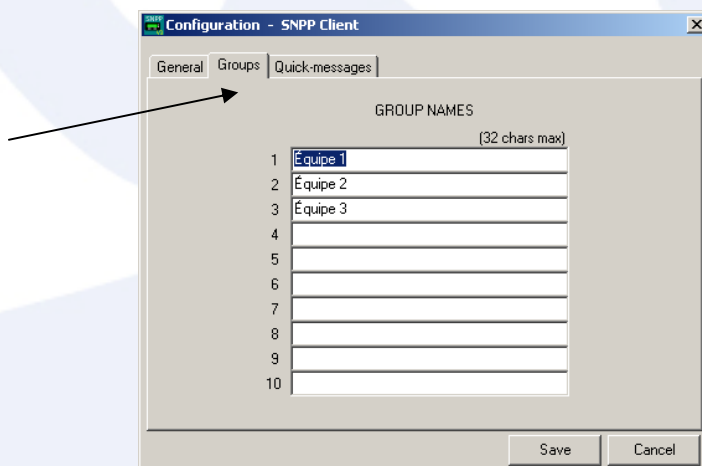 SNPP
Configuration - SNPP Client
General Groups Quick-messages
GROUP NAMES
(32 chars max)
1 Équipe 1
2 Équipe 2
3 Équipe 3
4
5
6
7
8
9
10
Save Cancel